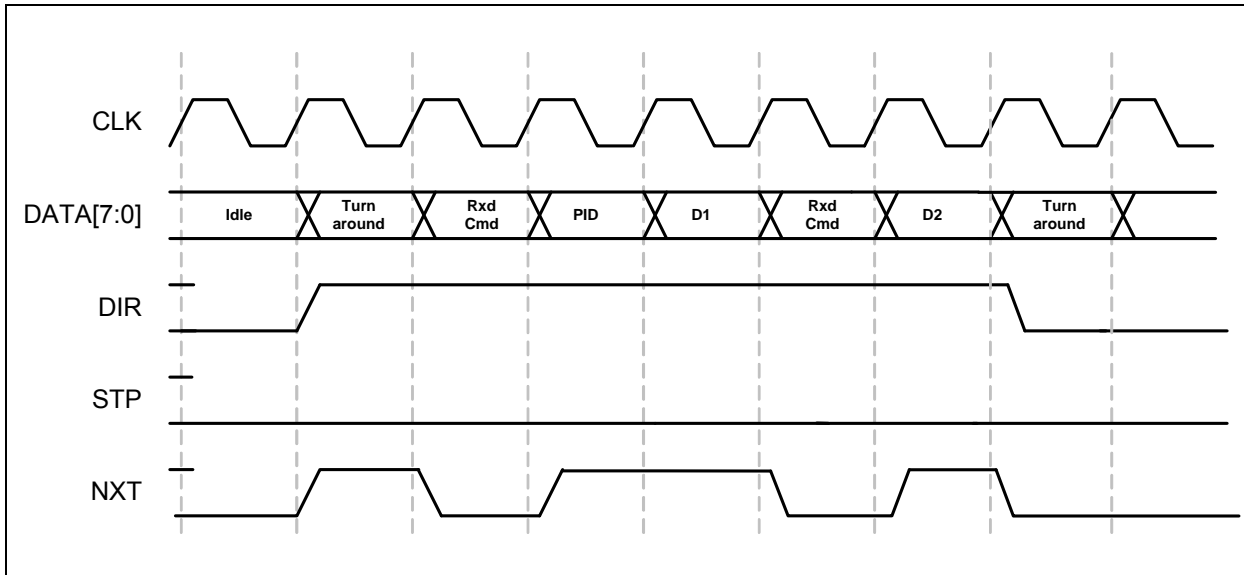 CLK
DATA[7:0]
Idle
Turn
around
Rxd
Cmd
PID
D1
Rxd
Cmd
D2
Turn
around
DIR
STP
NXT